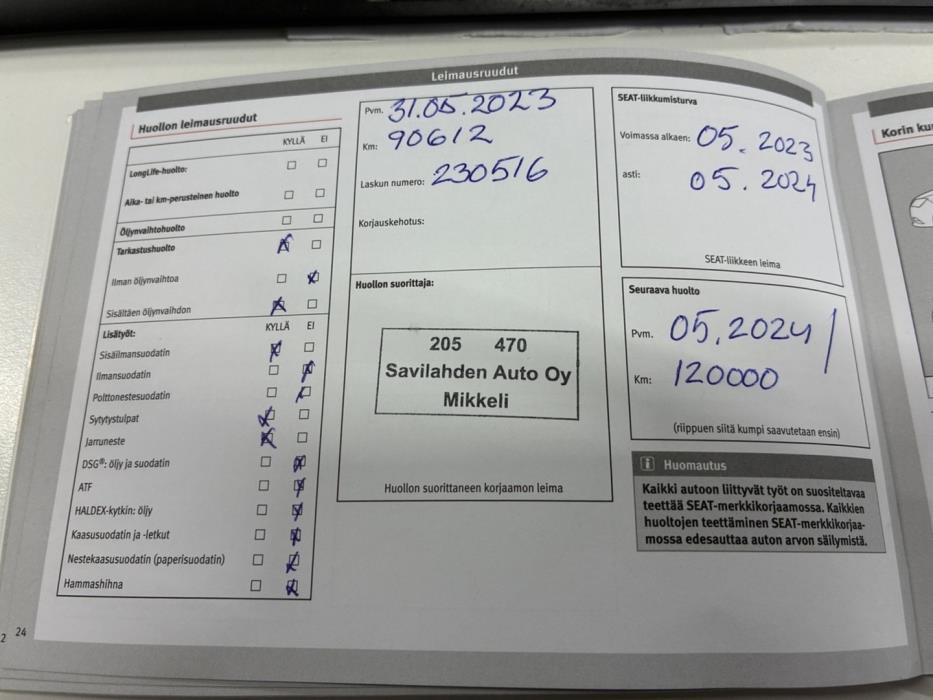 Leimausruudut
Huollon leimausruudut
KYLLÄ EI
LongLife-huolto:
Aika- tai km-perusteinen huolto
Öljynvaihtohuolto
Tarkastushuolto
Ilman öljynvaihtoa
Sisältäen öljynvaihdon
Lisätyöt: KYLLÄ EI
Sisäilmansuodatin
Ilmansuodatin
Polttonestesuodatin
Sytytystulpat
Jarruneste
DSG®: öljy ja suodatin
ATF
HALDEX-kytkin: öljy
Kaasusuodatin ja -letkut
Nestekaasusuodatin (paperisuodatin)
Hammashihna
Pvm. 31.05.2023
Km: 90612
Laskun numero: 230516
Korjauskehotus:
Huollon suorittaja:
205 470
Savilahden Auto Oy
Mikkeli
Huollon suorittaneen korjaamon leima
SEAT-liikkumisturva
Voimassa alkaen: 05. 2023
asti: 05. 2024
SEAT-liikkeen leima
Seuraava huolto
Pvm. 05.2024
Km: 120000
(riippuen siitä kumpi saavutetaan ensin)
i Huomautus
Kaikki autoon liittyvät työt on suositeltavaa
teettää SEAT-merkkikorjaamossa. Kaikkien
huoltojen teettäminen SEAT-merkkikorjaa-
mossa edesauttaa auton arvon säilymistä.
24
2
Korin